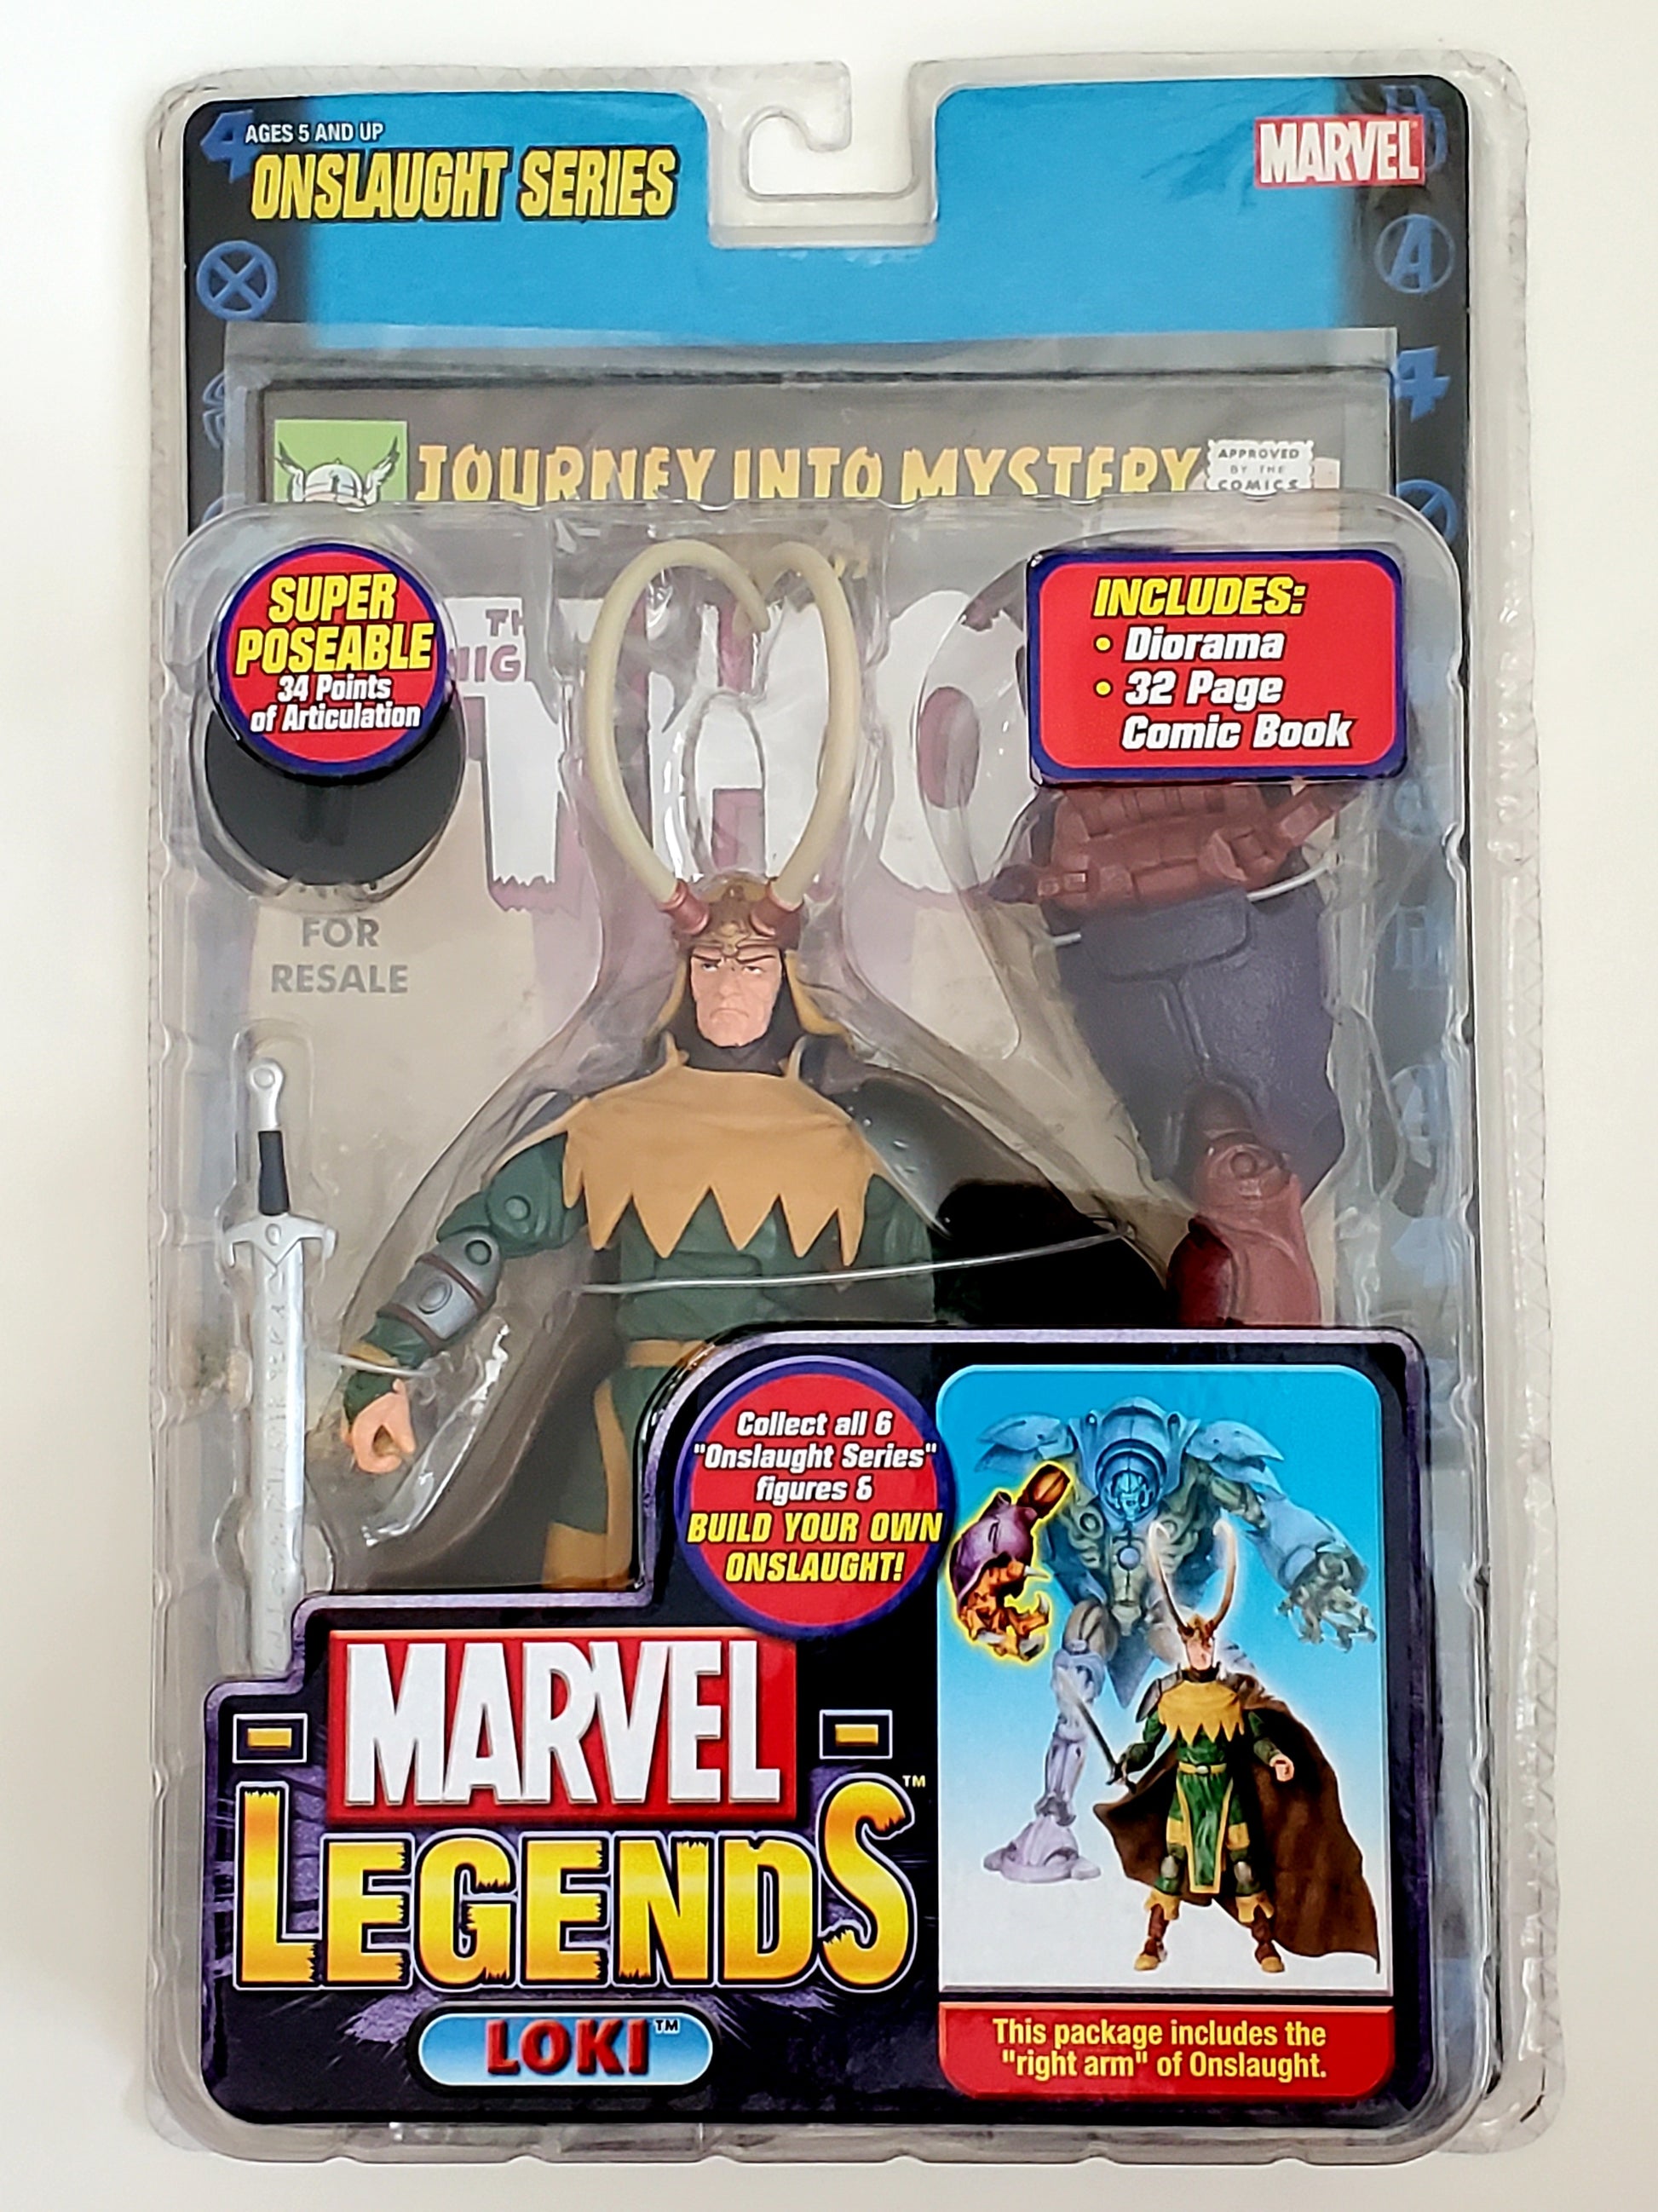 AGES 5 AND UP
ONSLAUGHT SERIES
MARVEL
JOURNEY INTO MYSTERY
APPROVED
BY THE
COMICS
SUPER
POSEABLE
34 Points
of Articulation
INCLUDES:
• Diorama
• 32 Page
Comic Book
FOR
RESALE
Collect all 6
"Onslaught Series"
figures &
BUILD YOUR OWN
ONSLAUGHT!
MARVEL
LEGENDS™
LOKI™
This package includes the
"right arm" of Onslaught.